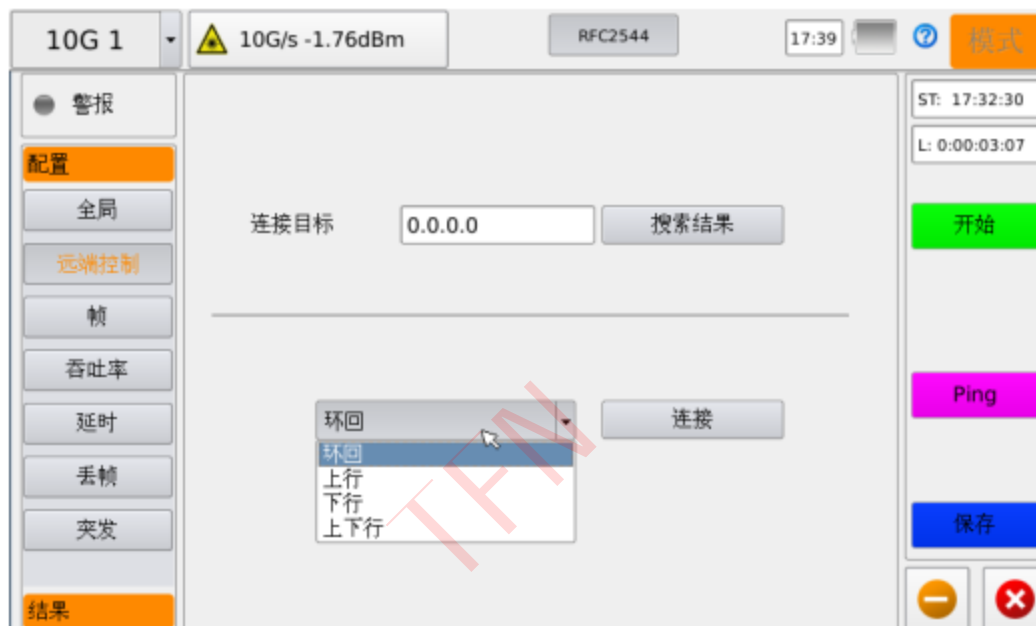 10G 1
10G/s -1.76dBm
RFC2544
17:39
模式
警报
ST: 17:32:30
L: 0:00:03:07
配置
全局
远端控制
帧
吞吐率
延时
丢帧
突发
结果
连接目标
0.0.0.0
搜索结果
环回
连接
环回
上行
下行
上下行
开始
Ping
保存
TFN